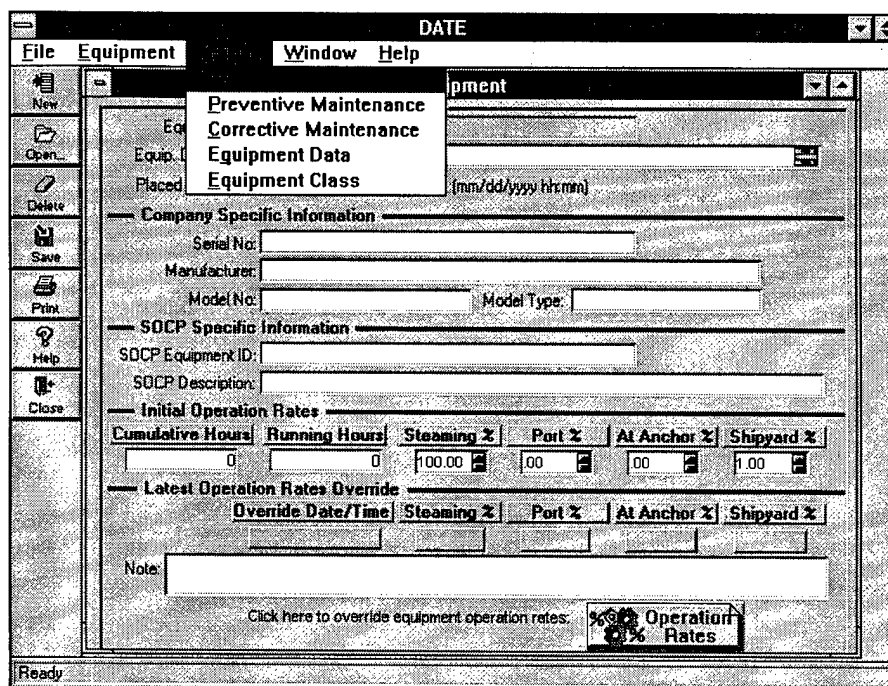 DATE
File Equipment Window Help
New
Open...
Delete
Save
Print
Help
Close
ipment
Preventive Maintenance
Corrective Maintenance
Equipment Data
Equipment Class
Eq
Equip. D
Placed (mm/dd/yyyy hh:mm)
Company Specific Information
Serial No:
Manufacturer:
Model No: Model Type:
SOCP Specific Information
SOCP Equipment ID:
SOCP Description:
Initial Operation Rates
Cumulative Hours Running Hours Steaming % Port % At Anchor % Shipyard %
0 0 100.00 .00 .00 1.00
Latest Operation Rates Override
Override Date/Time Steaming % Port % At Anchor % Shipyard %
Note:
Click here to override equipment operation rates: Operation Rates
Ready